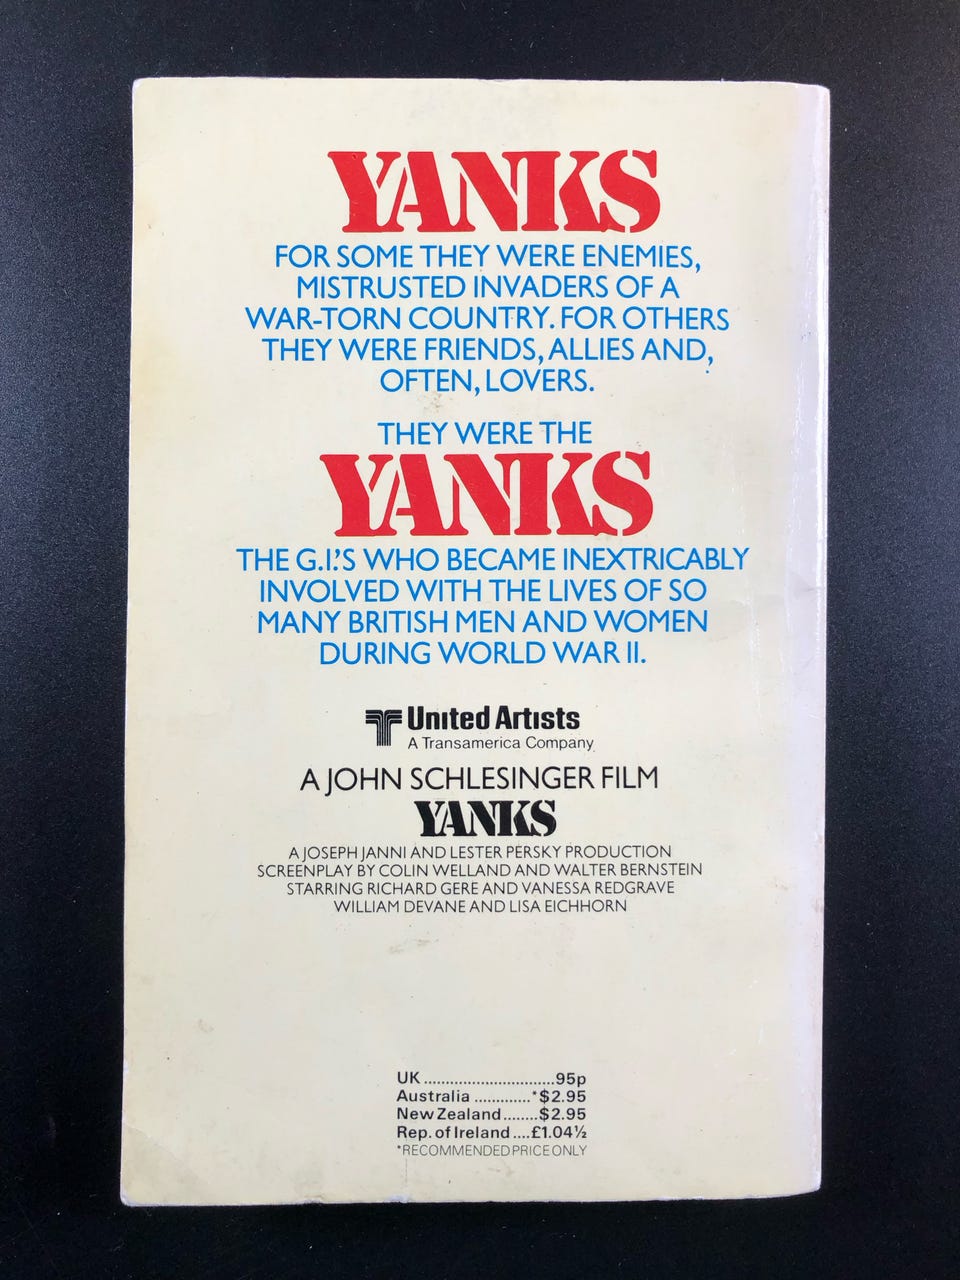 YANKS
FOR SOME THEY WERE ENEMIES,
MISTRUSTED INVADERS OF A
WAR-TORN COUNTRY. FOR OTHERS
THEY WERE FRIENDS, ALLIES AND,
OFTEN, LOVERS.
THEY WERE THE
YANKS
THE G.I.'S WHO BECAME INEXTRICABLY
INVOLVED WITH THE LIVES OF SO
MANY BRITISH MEN AND WOMEN
DURING WORLD WAR II.
United Artists
A Transamerica Company
A JOHN SCHLESINGER FILM
YANKS
A JOSEPH JANNI AND LESTER PERSKY PRODUCTION
SCREENPLAY BY COLIN WELLAND AND WALTER BERNSTEIN
STARRING RICHARD GERE AND VANESSA REDGRAVE
WILLIAM DEVANE AND LISA EICHHORN
UK ................................95p
Australia .............*$2.95
New Zealand........$2.95
Rep. of Ireland ....£1.04½
*RECOMMENDED PRICE ONLY